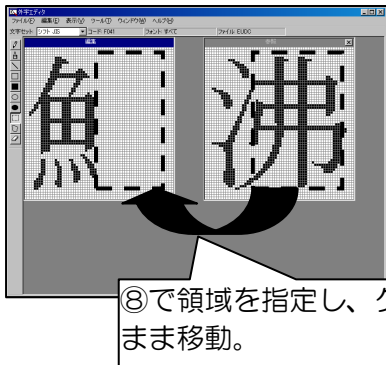 外字エディタ
ファイル(F) 編集(E) 表示(V) ツール(T) ウィンドウ(W) ヘルプ(H)
文字セット: シフト JIS コード: F041 フォント: すべて ファイル: EUDC
編集 参照
魚 沸
⑧で領域を指定し、ク
まま移動。